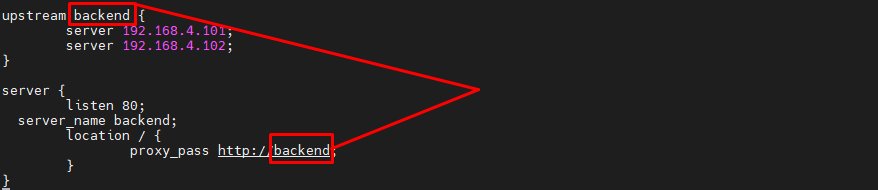 upstream backend {
        server 192.168.4.101;
        server 192.168.4.102;
}

server {
        listen 80;
  server_name backend;
        location / {
                proxy_pass http://backend;
        }
}